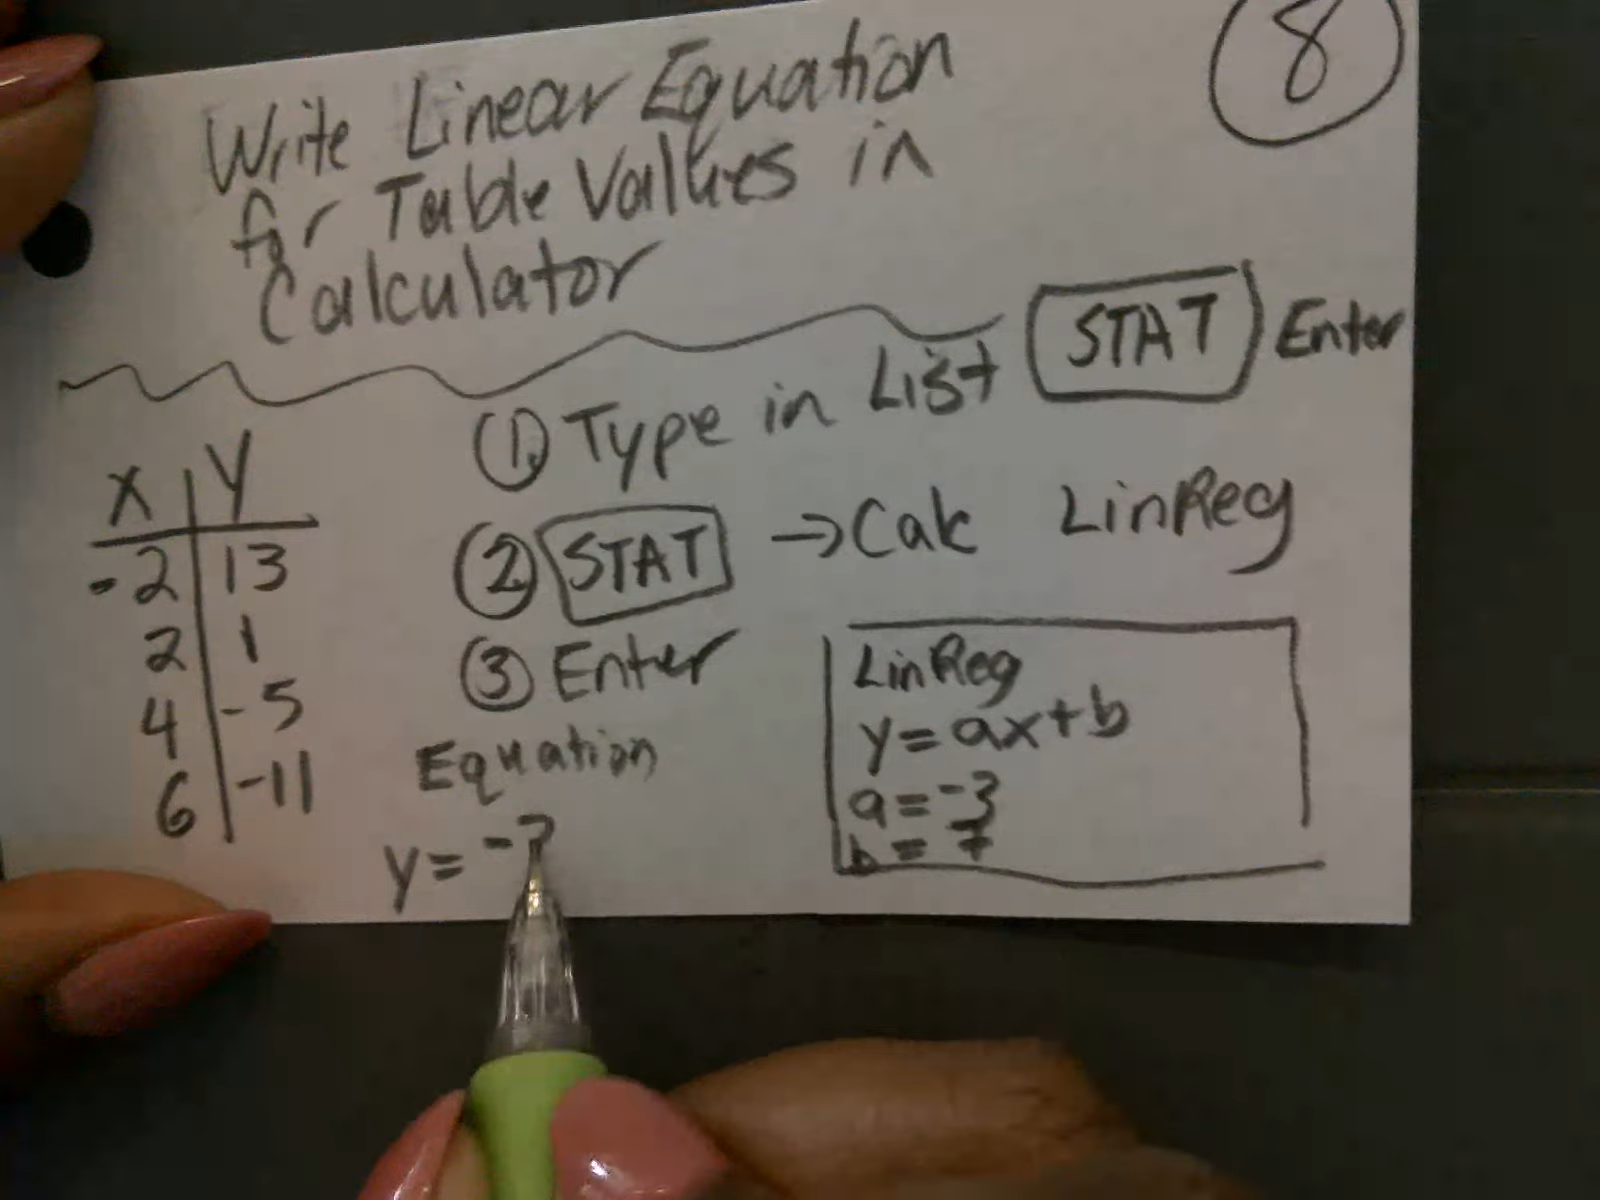 8
Write Linear Equation
for Table Values in
Calculator
x y
-2 13
2 1
4 -5
6 -11
1. Type in List STAT Enter
2. STAT → Calc LinReg
3 Enter
LinReg
y=ax+b
a=-3
b=7
Equation
y=-3